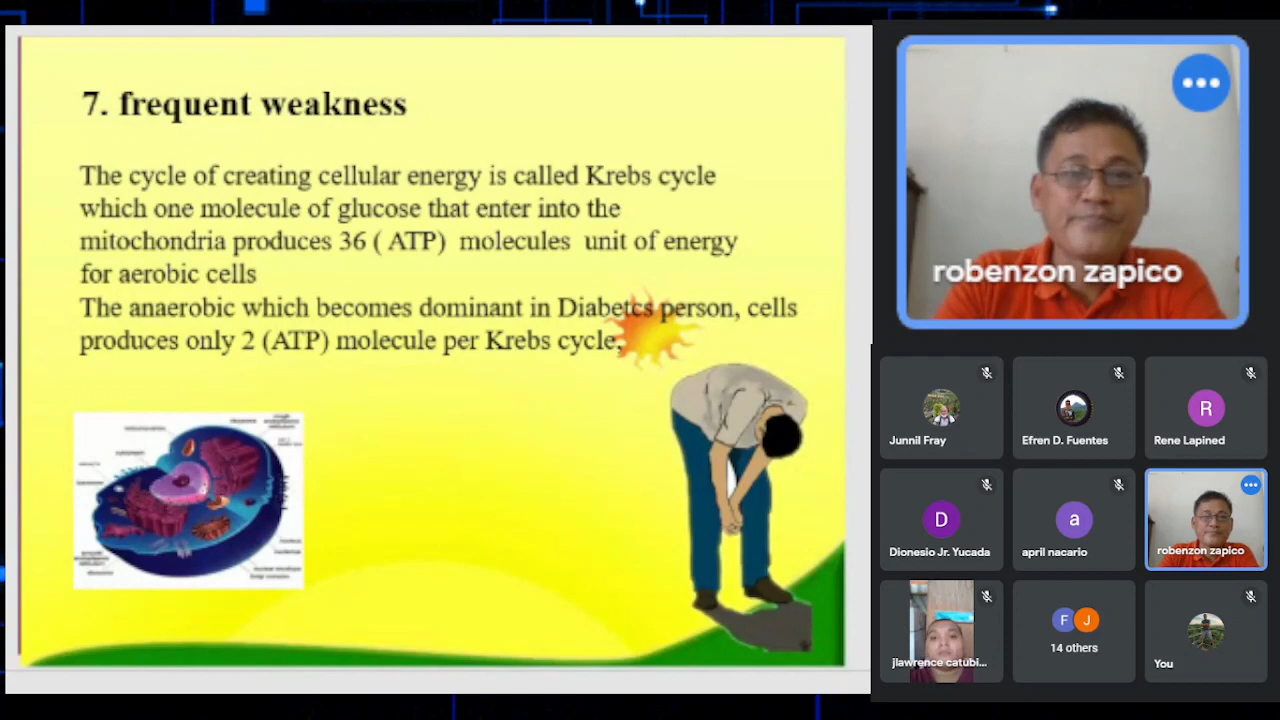 7. frequent weakness
The cycle of creating cellular energy is called Krebs cycle
which one molecule of glucose that enter into the
mitochondria produces 36 ( ATP) molecules unit of energy
for aerobic cells
The anaerobic which becomes dominant in Diabetcs person, cells
produces only 2 (ATP) molecule per Krebs cycle,
robenzon zapico
Junnil Fray
Efren D. Fuentes
R
Rene Lapined
D
Dionesio Jr. Yucada
a
april nacario
robenzon zapico
jlawrence catubi...
F
J
14 others
You